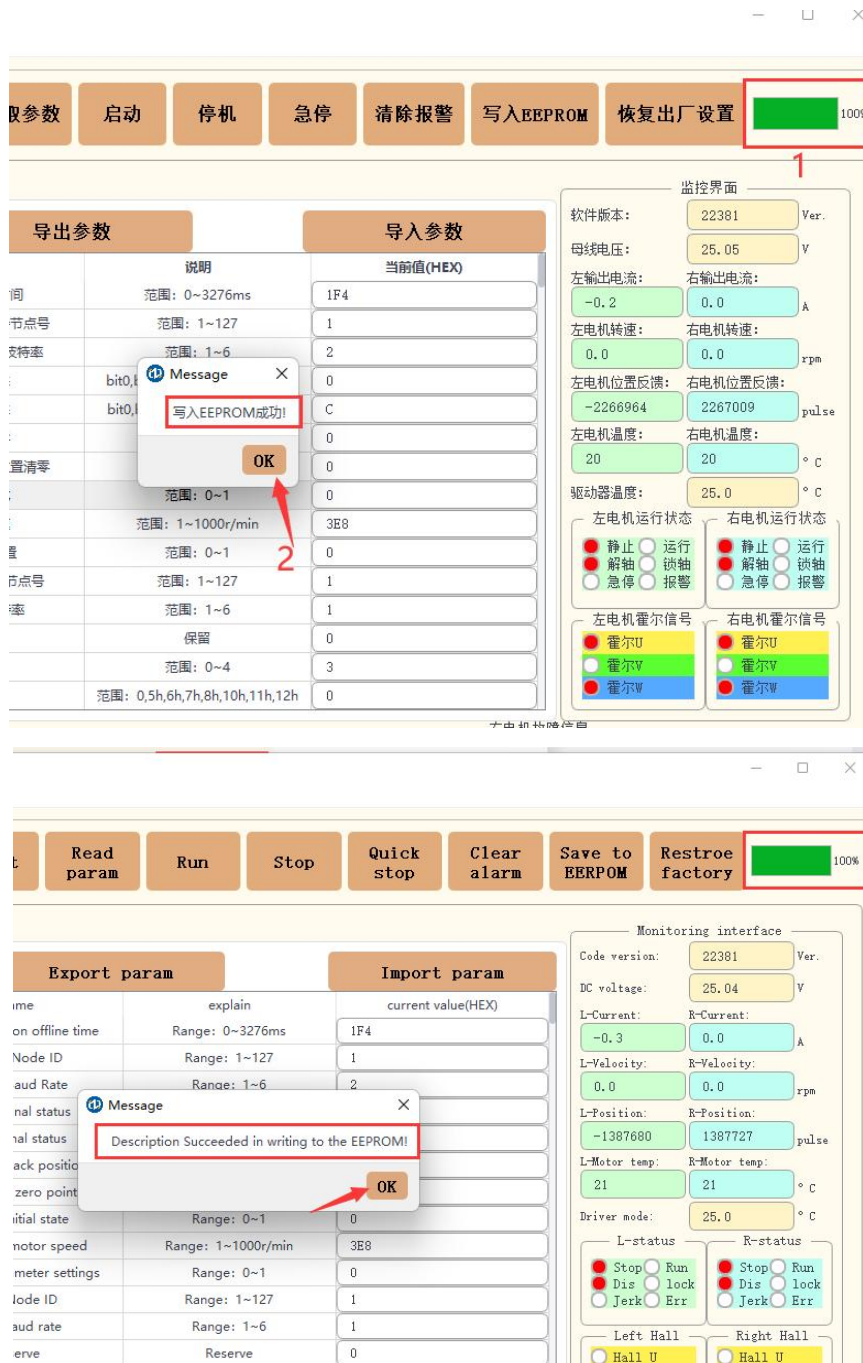 取参数 启动 停机 急停 清除报警 写入EEPROM 恢复出厂设置 100%
1
监控界面
软件版本: 22381 Ver.
导出参数 导入参数
母线电压: 25.05 V
说明 当前值(HEX)
左输出电流: 右输出电流:
间 范围: 0~3276ms 1F4
-0.2 0.0 A
节点号 范围: 1~127 1
左电机转速: 右电机转速:
波特率 范围: 1~6 2
0.0 0.0 rpm
Message
bit0, 0
左电机位置反馈: 右电机位置反馈:
bit0, C
写入EEPROM成功!
-2266964 2267009 pulse
0
左电机温度: 右电机温度:
OK
置清零 0
20 20 °C
范围: 0~1 0
驱动器温度: 25.0 °C
范围: 1~1000r/min 3E8
左电机运行状态 右电机运行状态
2
置 范围: 0~1 0
静止 运行 静止 运行
解轴 锁轴 解轴 锁轴
节点号 范围: 1~127 1
急停 报警 急停 报警
率 范围: 1~6 1
左电机霍尔信号 右电机霍尔信号
保留 0
霍尔U 霍尔U
范围: 0~4 3
霍尔V 霍尔V
范围: 0,5h,6h,7h,8h,10h,11h,12h 0
霍尔W 霍尔W
右电机故障信息
t Read param Run Stop Quick stop Clear alarm Save to EERPOM Restroe factory 100%
Monitoring interface
Code version: 22381 Ver.
Export param Import param
DC voltage: 25.04 V
ame explain current value(HEX)
L-Current: R-Current:
on offline time Range: 0~3276ms 1F4
-0.3 0.0 A
Node ID Range: 1~127 1
L-Velocity: R-Velocity:
aud Rate Range: 1~6 2
0.0 0.0 rpm
Message
nal status
L-Position: R-Position:
nal status
Description Succeeded in writing to the EEPROM!
-1387680 1387727 pulse
ack positio
L-Motor temp: R-Motor temp:
OK
zero point
21 21 °C
itial state Range: 0~1 0
Driver mode: 25.0 °C
motor speed Range: 1~1000r/min 3E8
L-status R-status
meter settings Range: 0~1 0
Stop Run Stop Run
Dis lock Dis lock
Node ID Range: 1~127 1
Jerk Err Jerk Err
aud rate Range: 1~6 1
Left Hall Right Hall
erve Reserve 0
Hall U Hall U